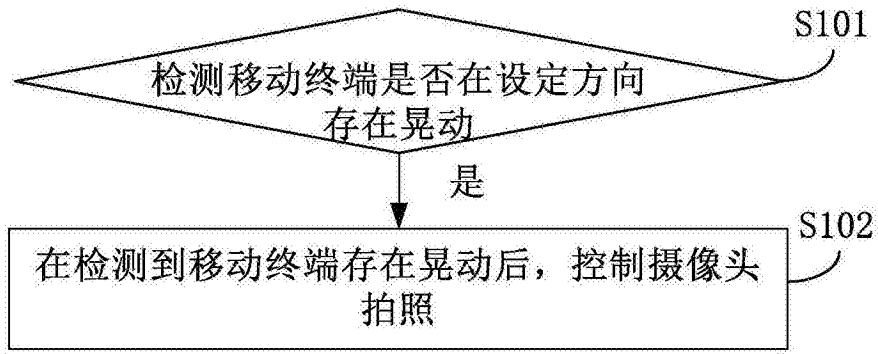 S101
检测移动终端是否在设定方向
存在晃动
是
S102
在检测到移动终端存在晃动后，控制摄像头
拍照